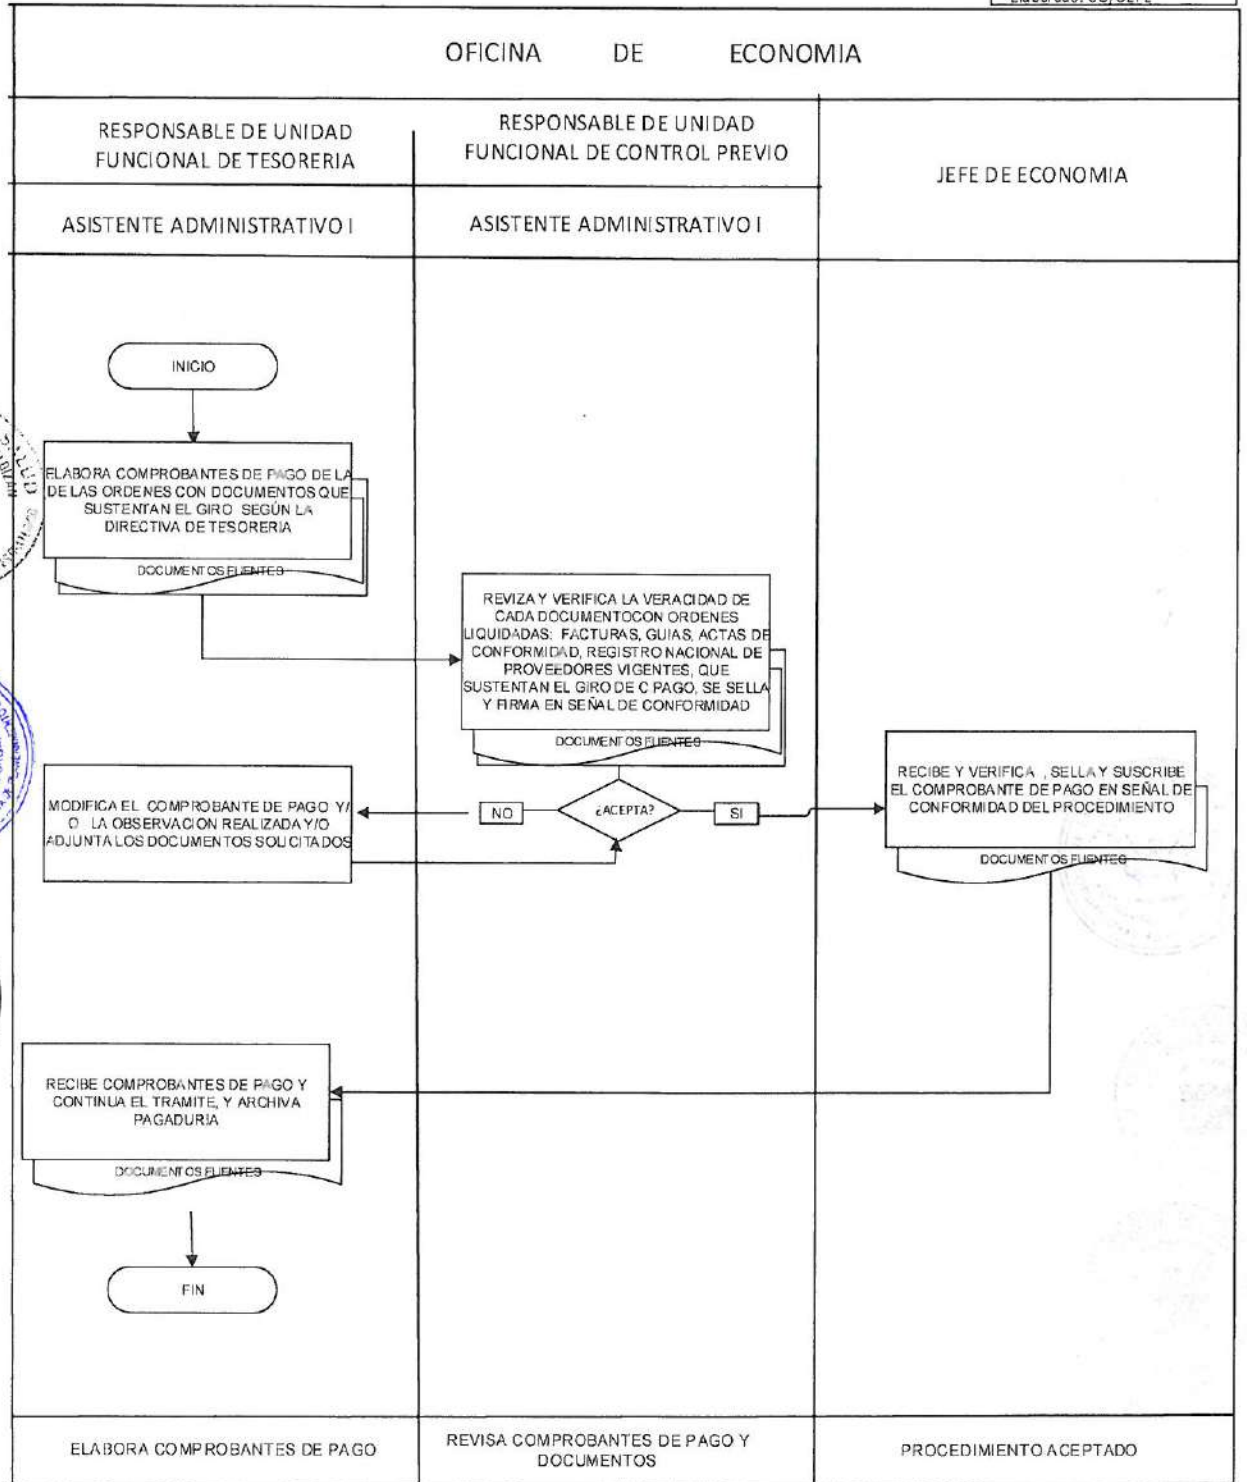 OFICINA DE ECONOMIA
RESPONSABLE DE UNIDAD
FUNCIONAL DE TESORERIA
RESPONSABLE DE UNIDAD
FUNCIONAL DE CONTROL PREVIO
JEFE DE ECONOMIA
ASISTENTE ADMINISTRATIVO I
ASISTENTE ADMINISTRATIVO I
INICIO
ELABORA COMPROBANTES DE PAGO DE LA
DE LAS ORDENES CON DOCUMENTOS QUE
SUSTENTAN EL GIRO SEGÚN LA
DIRECTIVA DE TESORERIA
DOCUMENTOS FUENTES
REVIZA Y VERIFICA LA VERACIDAD DE
CADA DOCUMENTOCON ORDENES
LIQUIDADAS: FACTURAS, GUIAS, ACTAS DE
CONFORMIDAD, REGISTRO NACIONAL DE
PROVEEDORES VIGENTES, QUE
SUSTENTAN EL GIRO DE C PAGO, SE SELLA
Y FIRMA EN SEÑAL DE CONFORMIDAD
DOCUMENTOS FUENTES
MODIFICA EL COMPROBANTE DE PAGO Y/
O LA OBSERVACION REALIZADA Y/O
ADJUNTA LOS DOCUMENTOS SOLICITADOS
NO
¿ACEPTA?
SI
RECIBE Y VERIFICA , SELLA Y SUSCRIBE
EL COMPROBANTE DE PAGO EN SEÑAL DE
CONFORMIDAD DEL PROCEDIMIENTO
DOCUMENTOS FUENTES
RECIBE COMPROBANTES DE PAGO Y
CONTINUA EL TRAMITE, Y ARCHIVA
PAGADURIA
DOCUMENTOS FUENTES
FIN
ELABORA COMPROBANTES DE PAGO
REVISA COMPROBANTES DE PAGO Y
DOCUMENTOS
PROCEDIMIENTO ACEPTADO